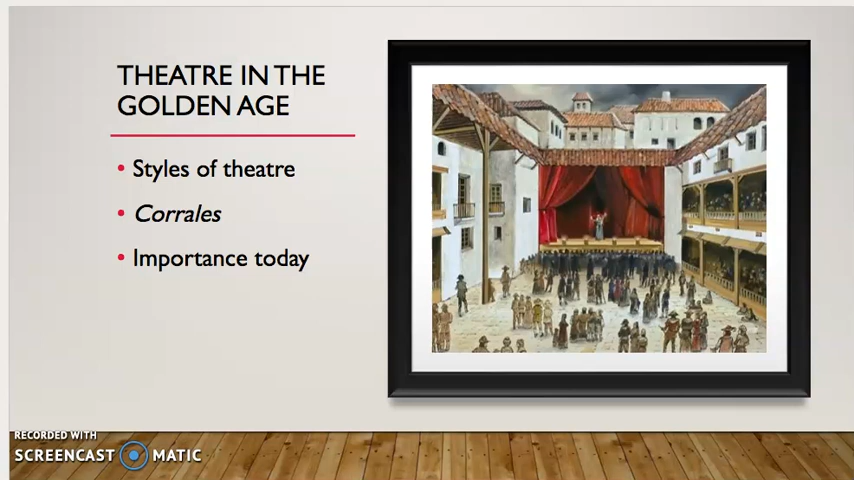 THEATRE IN THE
GOLDEN AGE
• Styles of theatre
• Corrales
• Importance today
RECORDED WITH
SCREENCAST MATIC